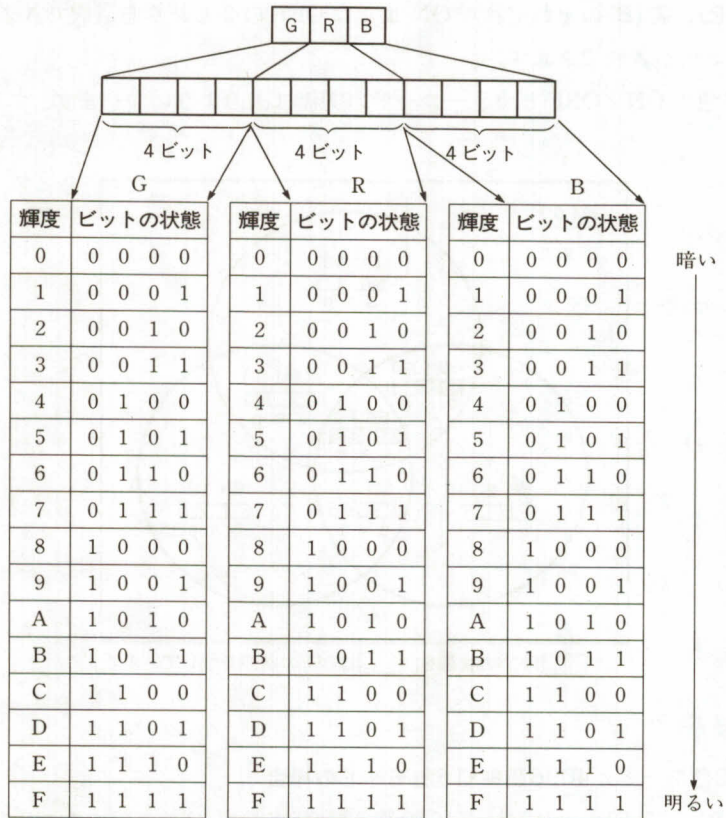 G R B
4ビット 4ビット 4ビット
G R B
輝度 ビットの状態 輝度 ビットの状態 輝度 ビットの状態
0 0 0 0 0 0 0 0 0 0 0 0 0 0 0 暗い
1 0 0 0 1 1 0 0 0 1 1 0 0 0 1
2 0 0 1 0 2 0 0 1 0 2 0 0 1 0
3 0 0 1 1 3 0 0 1 1 3 0 0 1 1
4 0 1 0 0 4 0 1 0 0 4 0 1 0 0
5 0 1 0 1 5 0 1 0 1 5 0 1 0 1
6 0 1 1 0 6 0 1 1 0 6 0 1 1 0
7 0 1 1 1 7 0 1 1 1 7 0 1 1 1
8 1 0 0 0 8 1 0 0 0 8 1 0 0 0
9 1 0 0 1 9 1 0 0 1 9 1 0 0 1
A 1 0 1 0 A 1 0 1 0 A 1 0 1 0
B 1 0 1 1 B 1 0 1 1 B 1 0 1 1
C 1 1 0 0 C 1 1 0 0 C 1 1 0 0
D 1 1 0 1 D 1 1 0 1 D 1 1 0 1
E 1 1 1 0 E 1 1 1 0 E 1 1 1 0
F 1 1 1 1 F 1 1 1 1 F 1 1 1 1 明るい